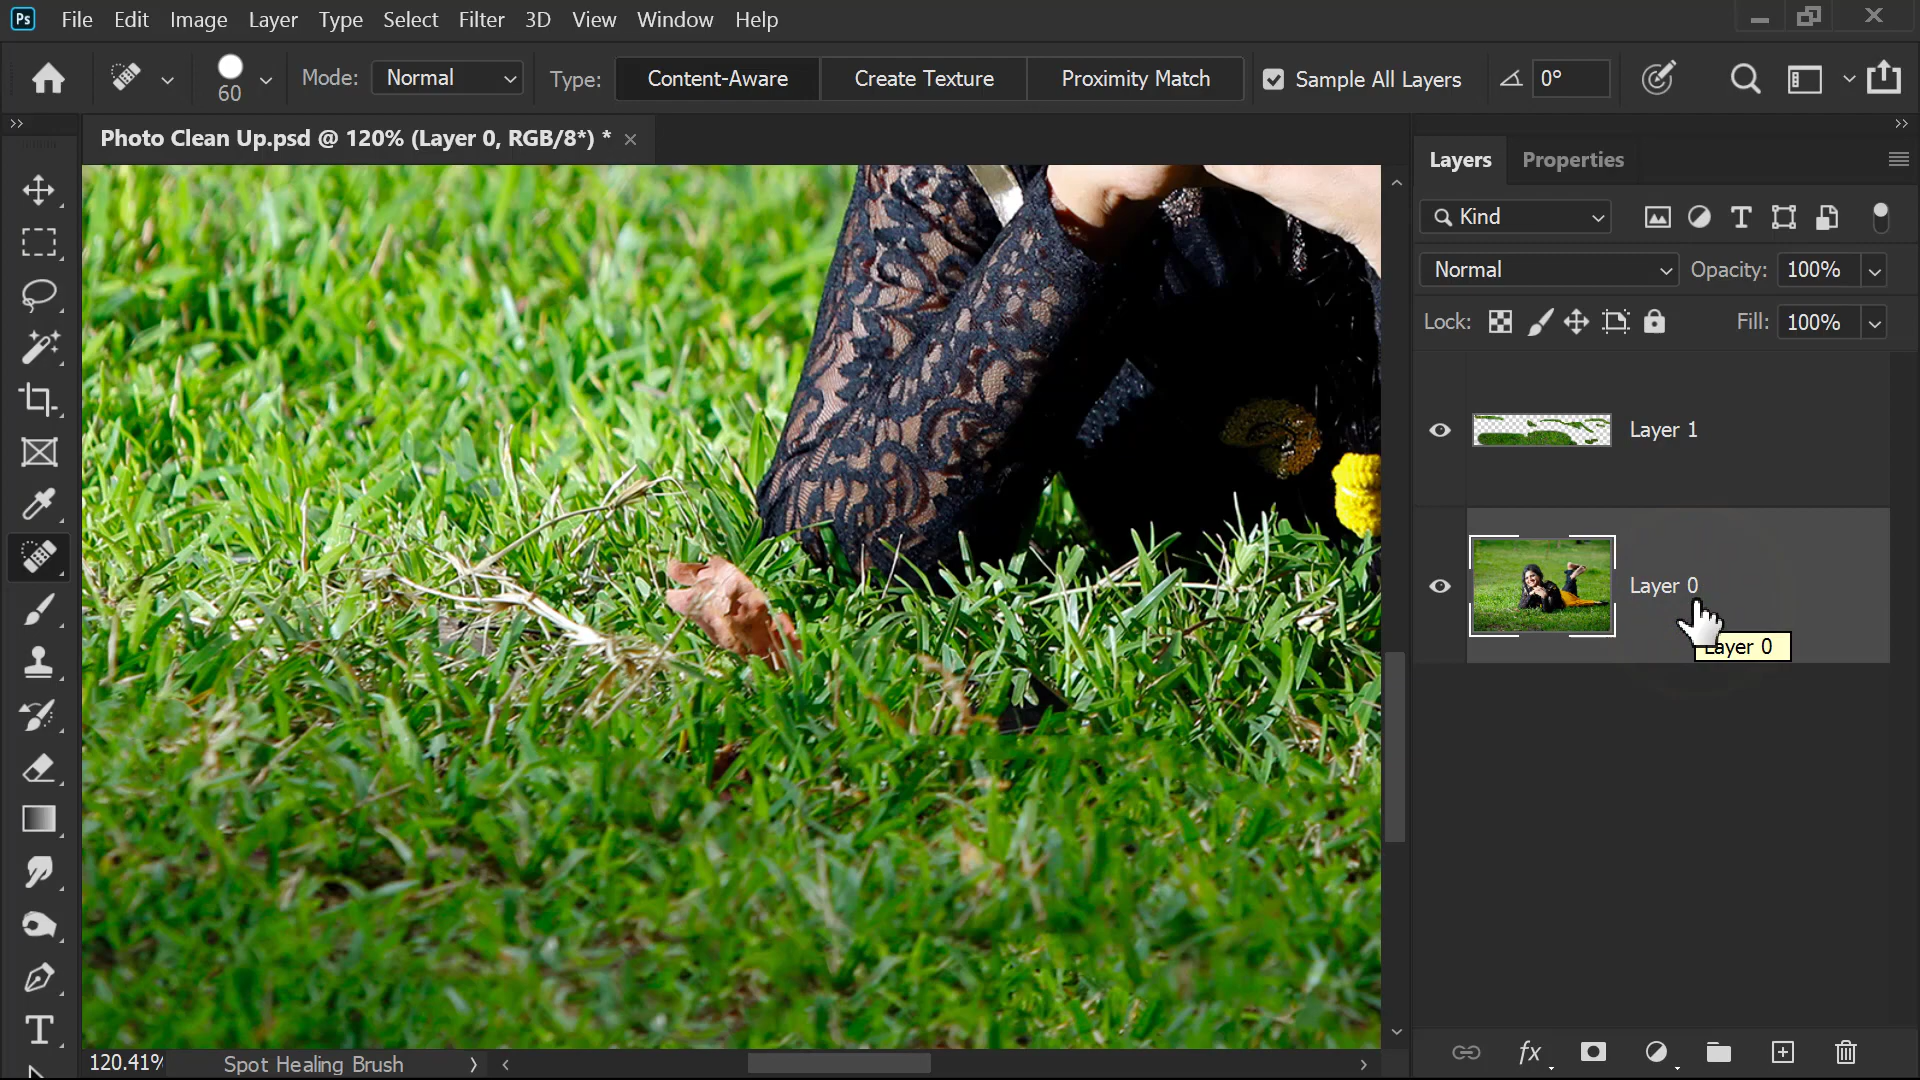 Ps File Edit Image Layer Type Select Filter 3D View Window Help
60 Mode: Normal Type: Content-Aware Create Texture Proximity Match Sample All Layers 0°
Photo Clean Up.psd @ 120% (Layer 0, RGB/8*) *
Layers Properties
Kind
Normal Opacity: 100%
Lock: Fill: 100%
Layer 1
Layer 0
Layer 0
120.41% Spot Healing Brush